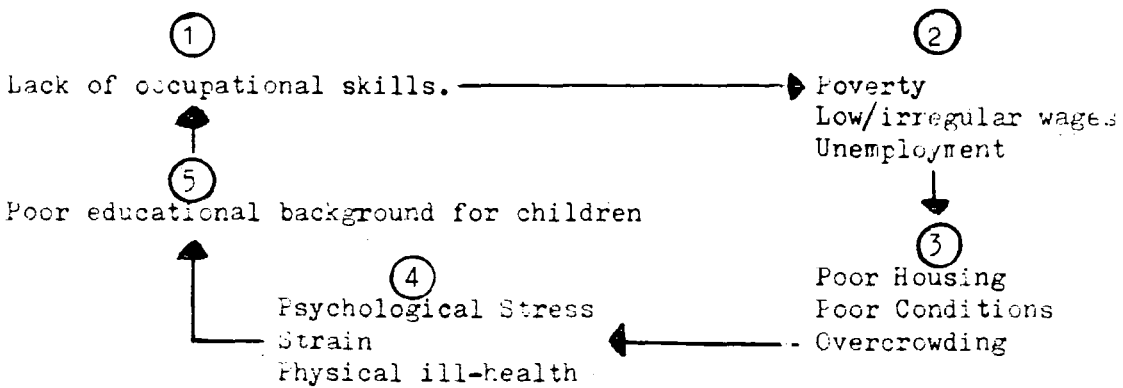 1
Lack of occupational skills.
2
Poverty
Low/irregular wages
Unemployment
3
Poor Housing
Poor Conditions
Overcrowding
4
Psychological Stress
Strain
Physical ill-health
5
Poor educational background for children